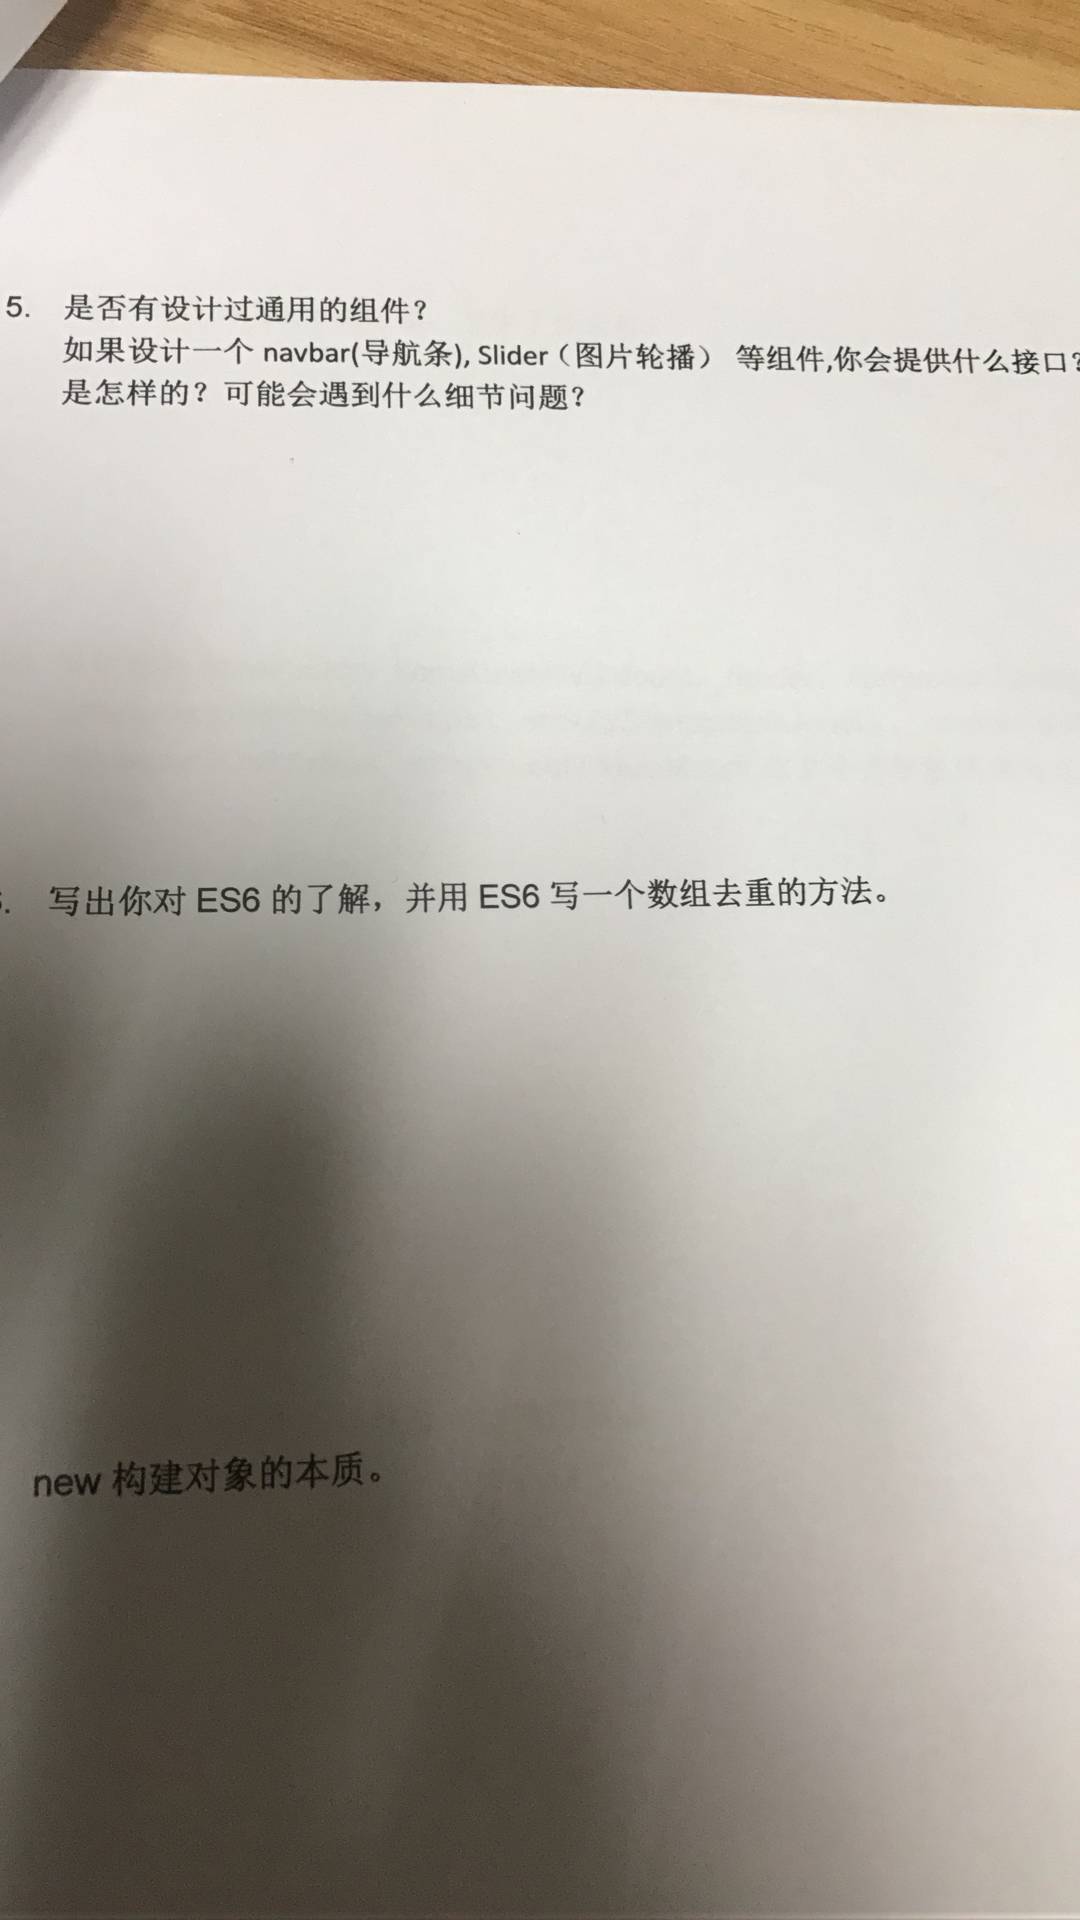 5. 是否有设计过通用的组件？
如果设计一个 navbar(导航条), Slider（图片轮播） 等组件,你会提供什么接口？
是怎样的？可能会遇到什么细节问题？
. 写出你对 ES6 的了解，并用 ES6 写一个数组去重的方法。
new 构建对象的本质。